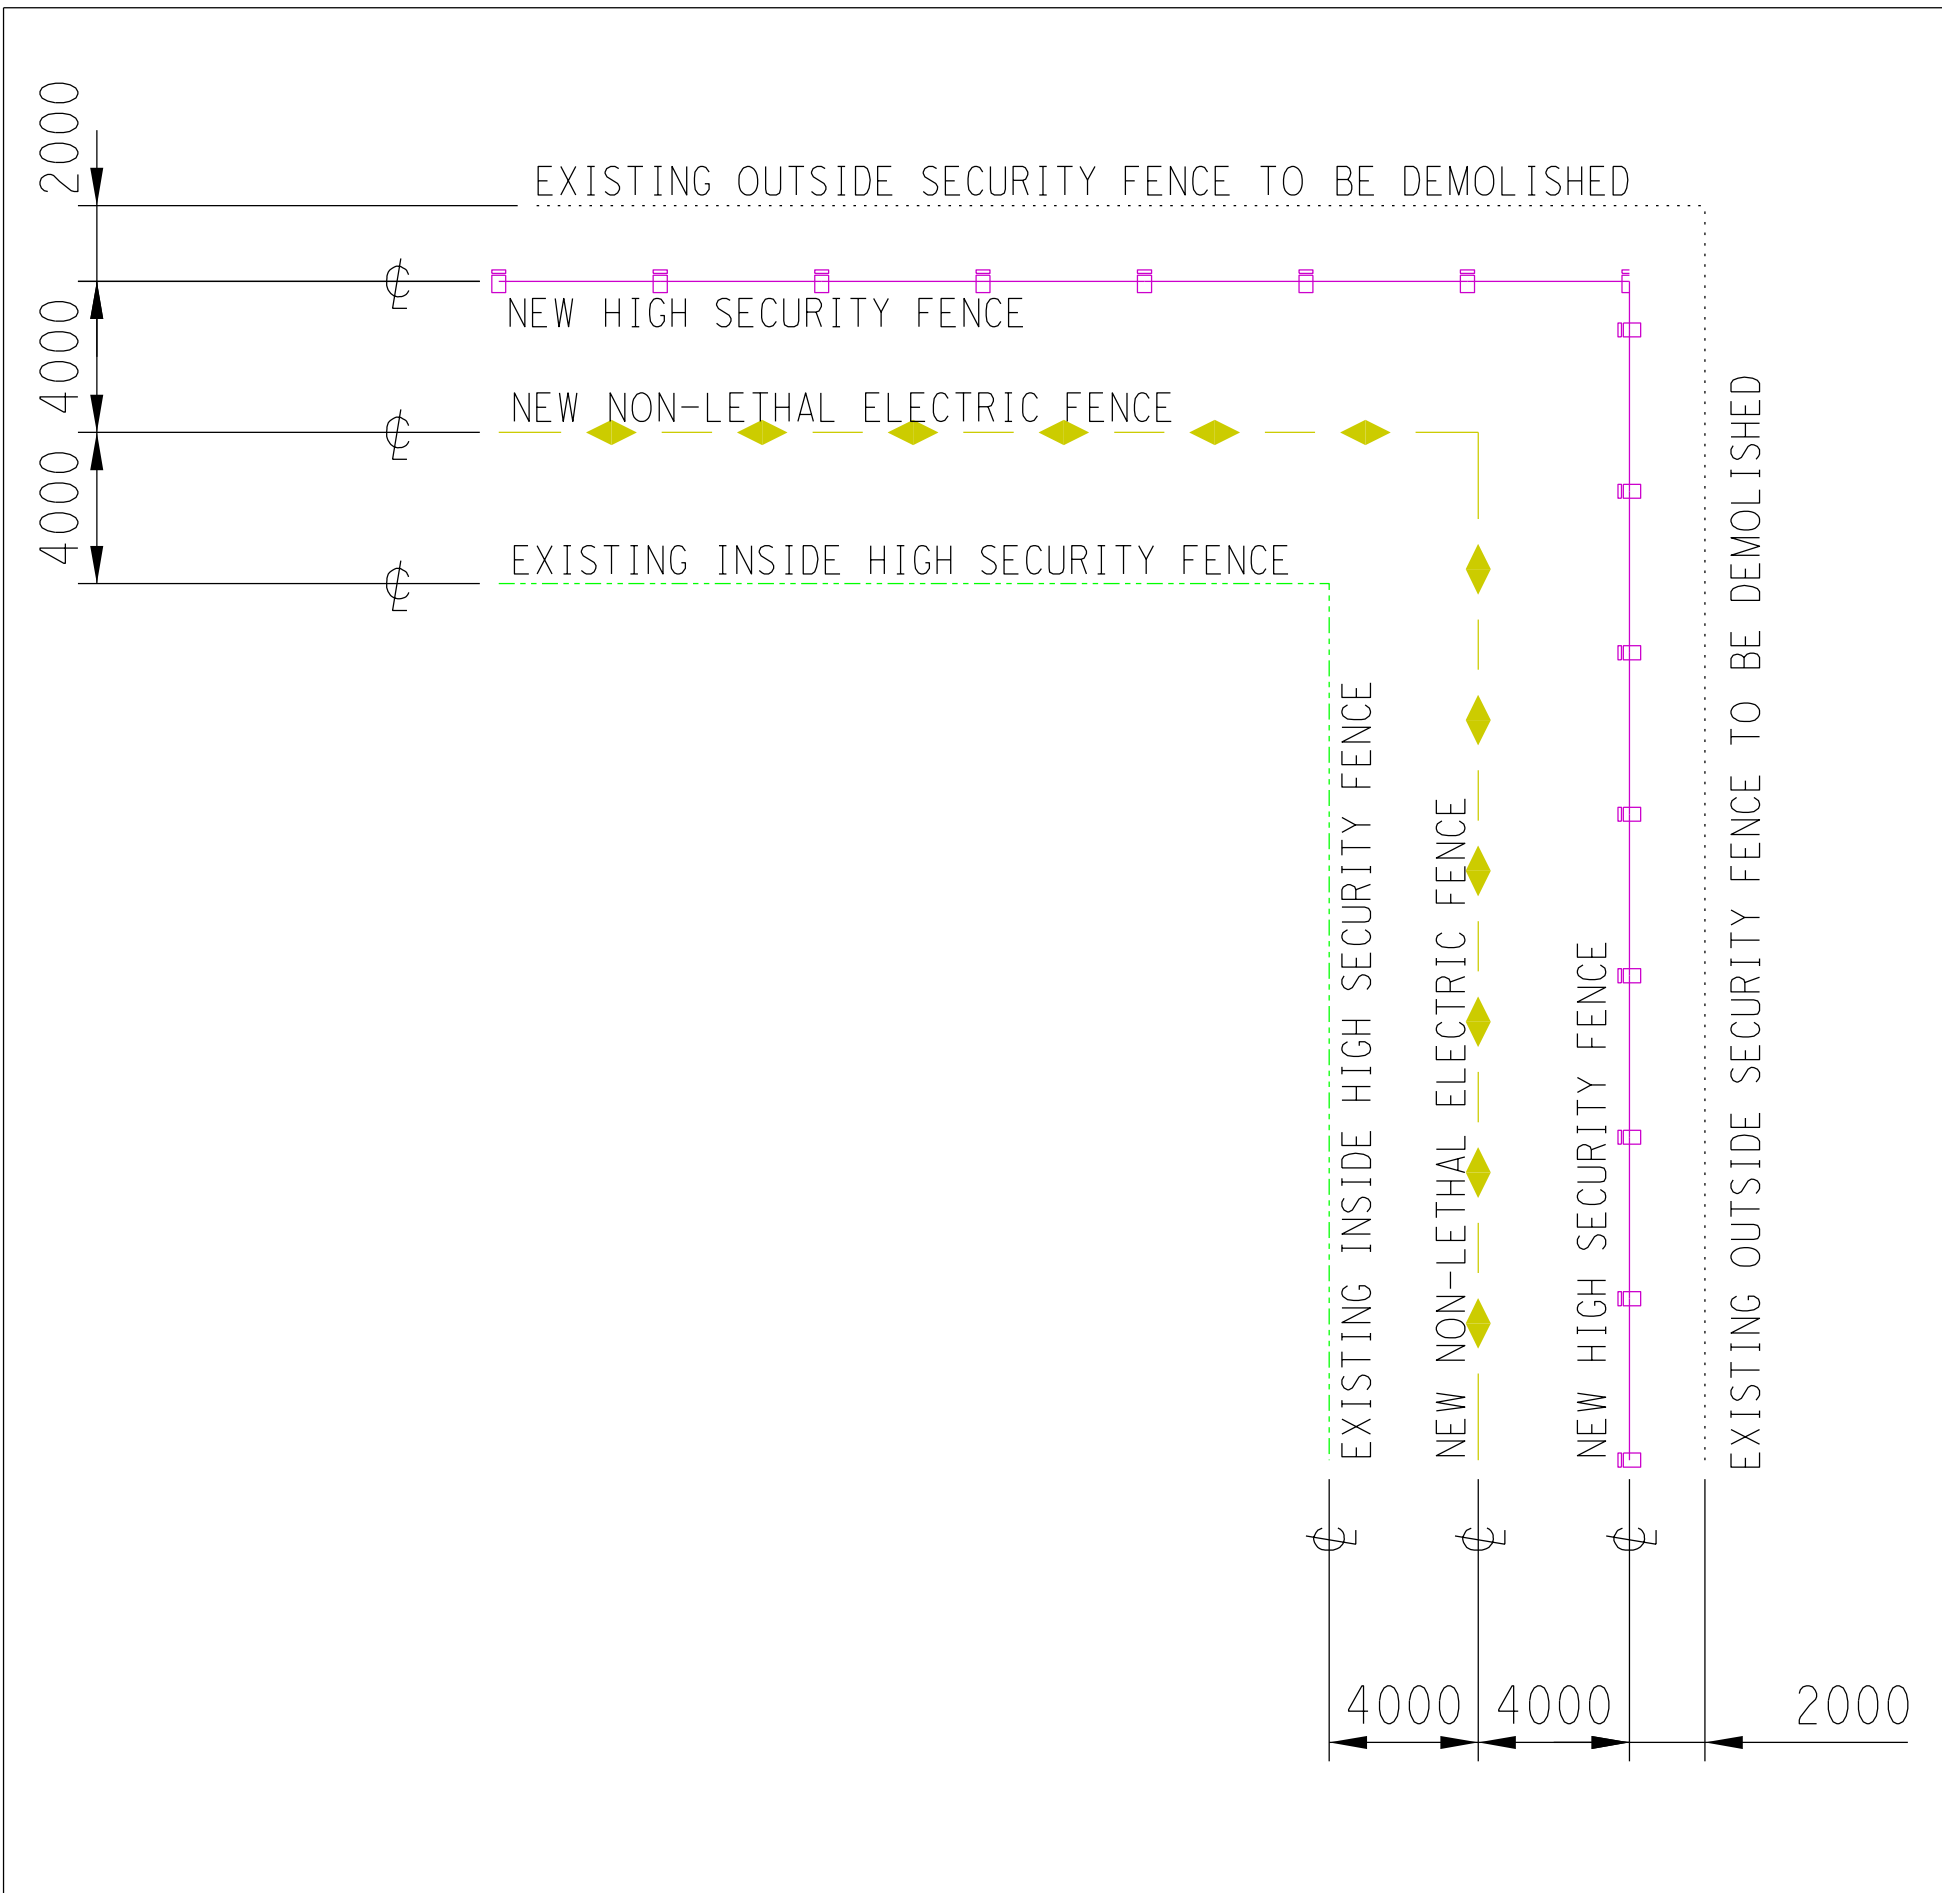 2000
EXISTING OUTSIDE SECURITY FENCE TO BE DEMOLISHED
℄
NEW HIGH SECURITY FENCE
4000
NEW NON-LETHAL ELECTRIC FENCE
℄
4000
EXISTING INSIDE HIGH SECURITY FENCE
℄
EXISTING INSIDE HIGH SECURITY FENCE
NEW NON-LETHAL ELECTRIC FENCE
NEW HIGH SECURITY FENCE
EXISTING OUTSIDE SECURITY FENCE TO BE DEMOLISHED
℄ ℄ ℄
4000 4000 2000